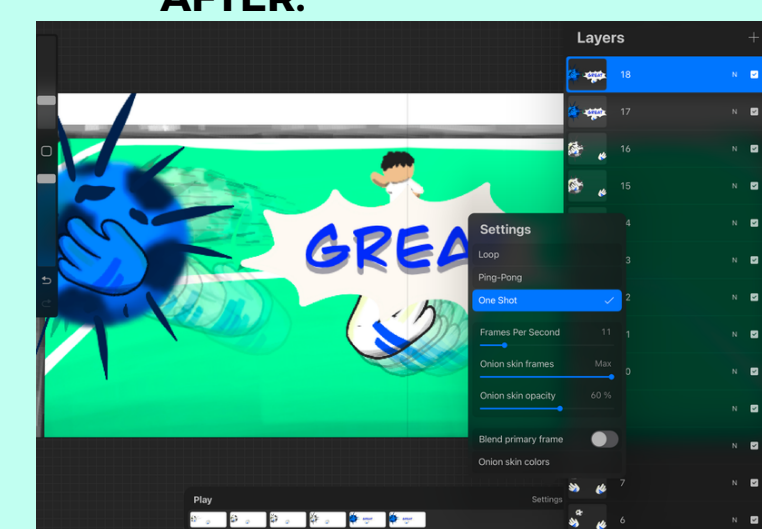 AFTER:
Layers
18 N
17 N
16 N
15 N
Settings
Loop
Ping-Pong
One Shot
Frames Per Second 11
Onion skin frames Max
Onion skin opacity 60 %
Blend primary frame
Onion skin colors
GREA
4 N
3 N
2 N
1 N
0 N
N
N
7 N
6 N
Play
Settings
GREAT
GREAT